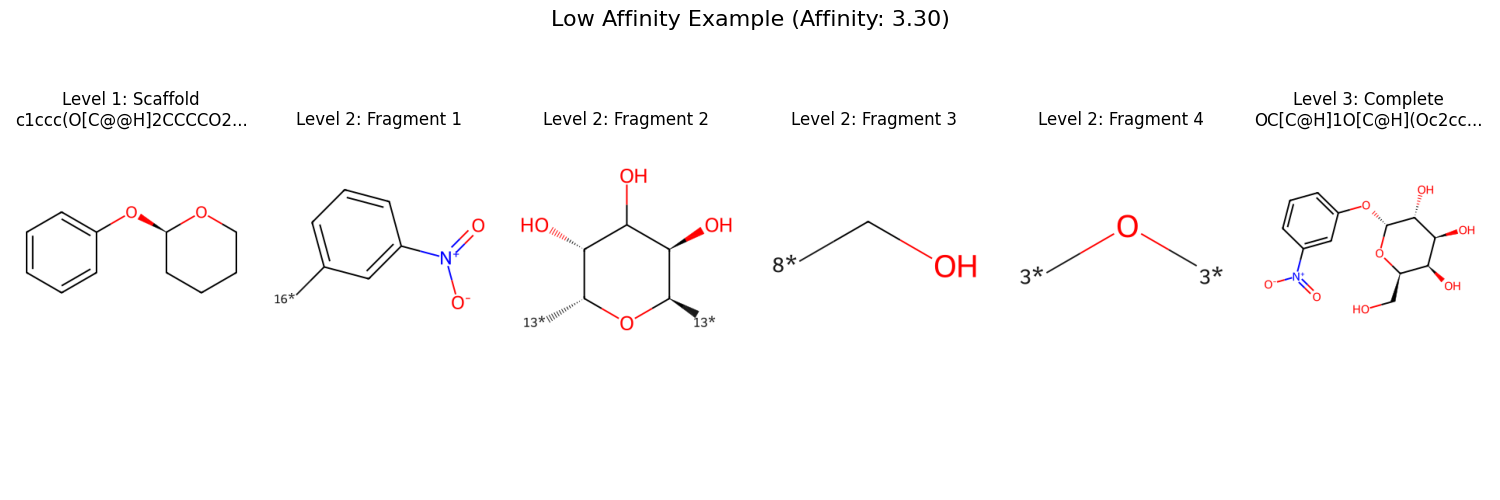 Low Affinity Example (Affinity: 3.30)
Level 1: Scaffold
c1ccc(O[C@@H]2CCCCO2...
O
O
Level 2: Fragment 1
16*
N+
O
O-
Level 2: Fragment 2
OH
HO
OH
13*
O
13*
Level 2: Fragment 3
8*
OH
Level 2: Fragment 4
3*
O
3*
Level 3: Complete
OC[C@H]1O[C@H](Oc2cc...
OH
O
OH
O
N+
O-
O
OH
HO